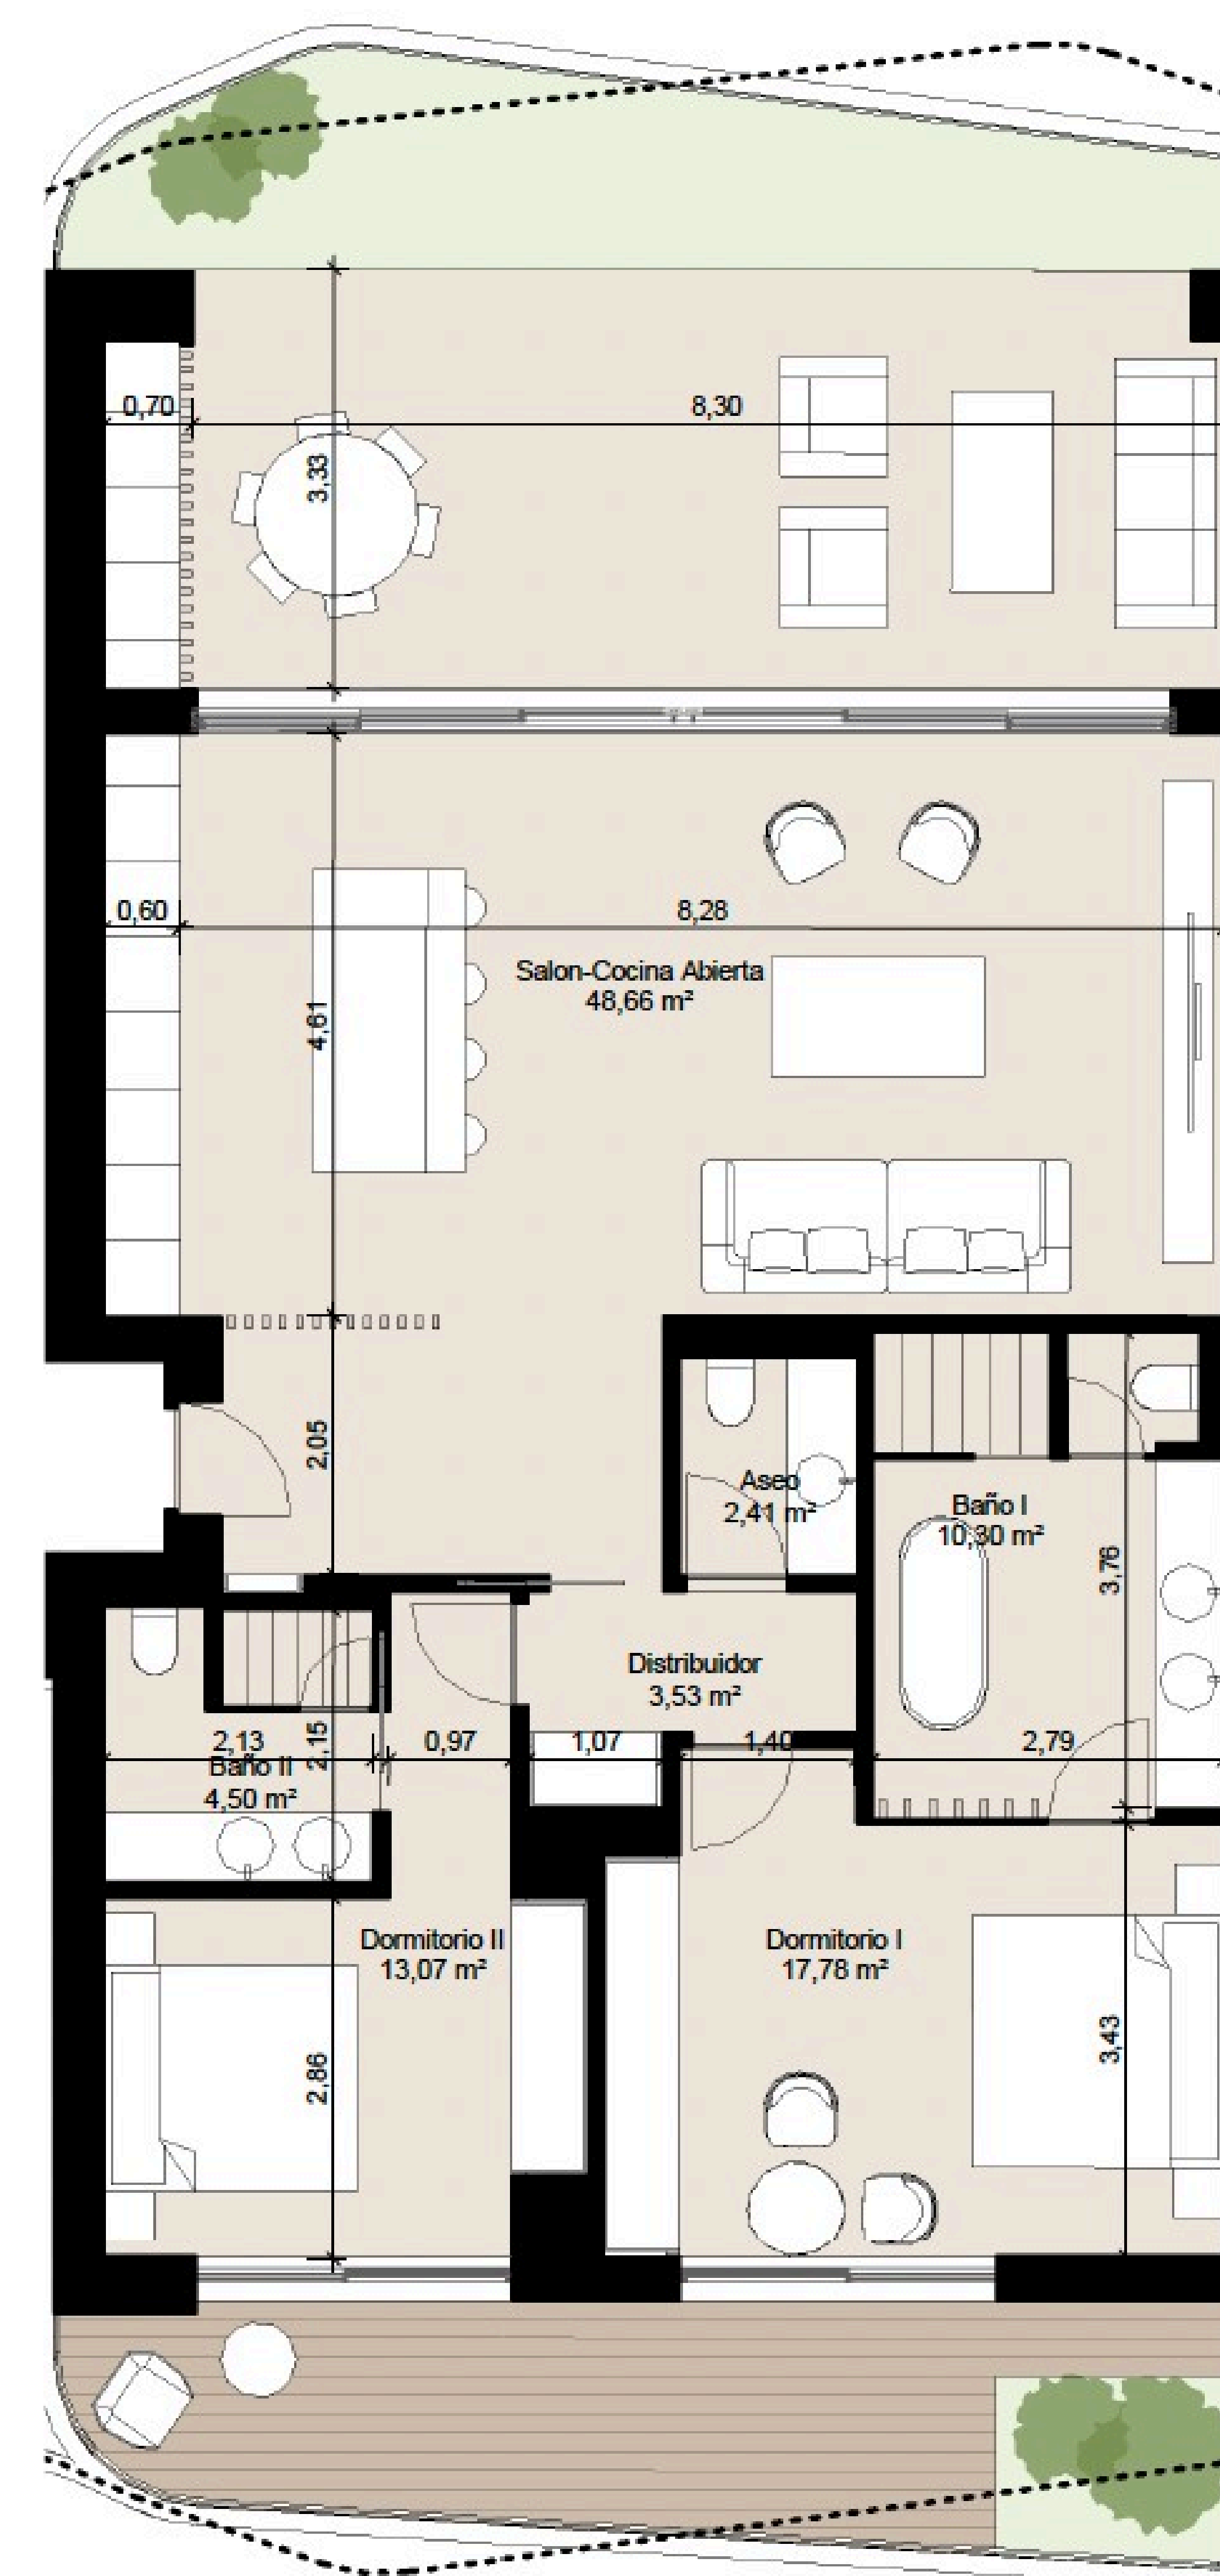 0,70
8,30
3,33
0,60
8,28
Salon-Cocina Abierta
48,66 m²
4,61
2,05
Aseo
2,41 m²
Baño I
10,30 m²
3,76
Distribuidor
3,53 m²
2,13
2,15
0,97
1,07
1,40
2,79
Baño II
4,50 m²
Dormitorio II
13,07 m²
Dormitorio I
17,78 m²
2,86
3,43